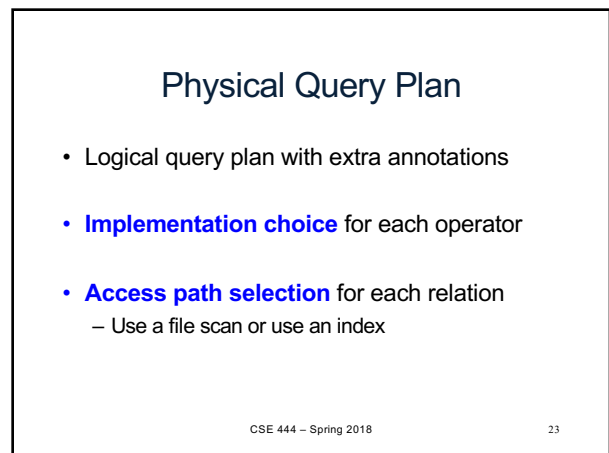 Physical Query Plan
• Logical query plan with extra annotations
• Implementation choice for each operator
• Access path selection for each relation
– Use a file scan or use an index
CSE 444 – Spring 2018 23